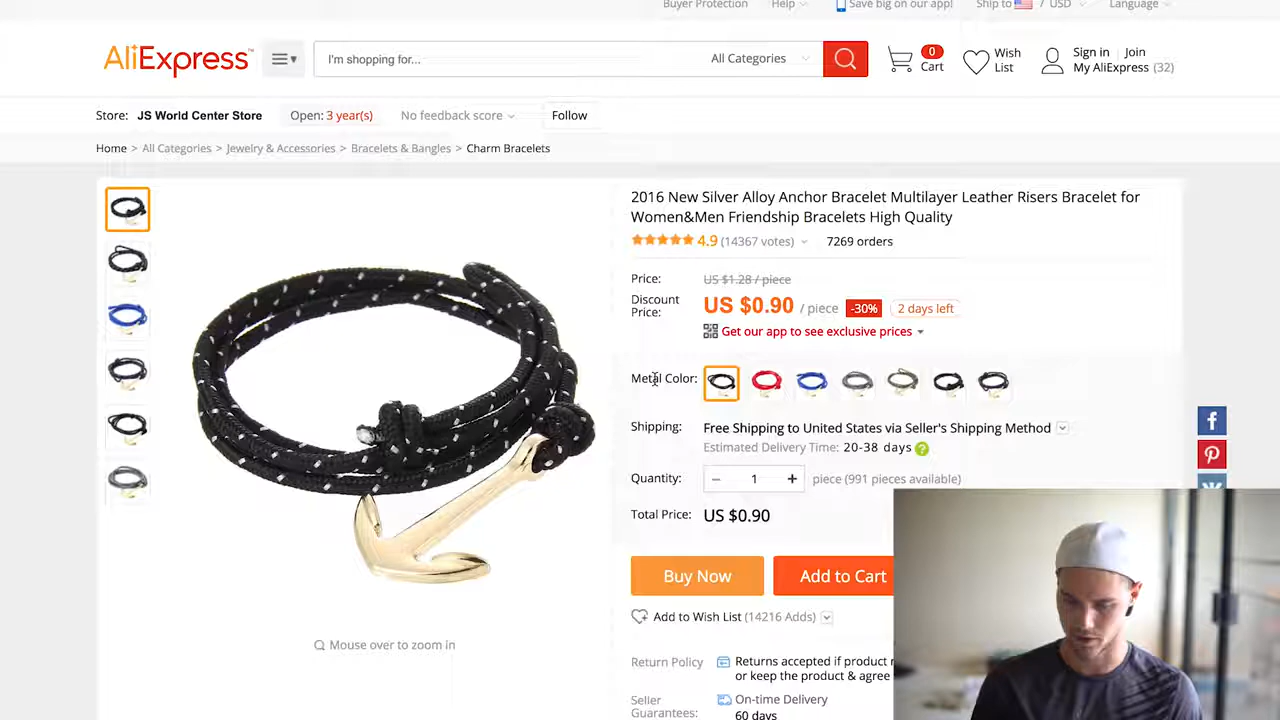 Buyer Protection Help Save big on our app! Ship to / USD Language
AliExpress™ I'm shopping for... All Categories 0 Cart Wish List Sign in Join My AliExpress (32)
Store: JS World Center Store Open: 3 year(s) No feedback score Follow
Home > All Categories > Jewelry & Accessories > Bracelets & Bangles > Charm Bracelets
2016 New Silver Alloy Anchor Bracelet Multilayer Leather Risers Bracelet for
Women&Men Friendship Bracelets High Quality
4.9 (14367 votes) 7269 orders
Price: US $1.28 / piece
Discount Price: US $0.90 / piece -30% 2 days left
Get our app to see exclusive prices
Metal Color:
Shipping: Free Shipping to United States via Seller's Shipping Method
Estimated Delivery Time: 20-38 days ?
Quantity: − 1 + piece (991 pieces available)
Total Price: US $0.90
Buy Now Add to Cart
Add to Wish List (14216 Adds)
Mouse over to zoom in
Return Policy Returns accepted if product
or keep the product & agree
Seller Guarantees: On-time Delivery
60 days